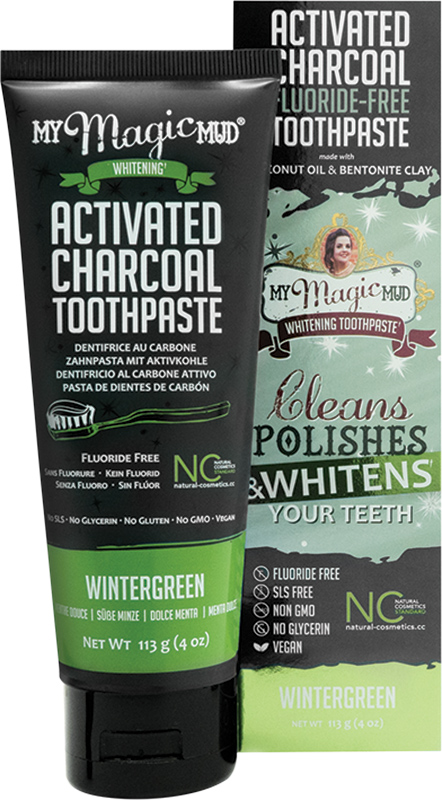 MY Magic MUD®
WHITENING†
ACTIVATED
CHARCOAL
TOOTHPASTE
DENTIFRICE AU CARBONE
ZAHNPASTA MIT AKTIVKOHLE
DENTIFRICIO AL CARBONE ATTIVO
PASTA DE DIENTES DE CARBÓN
FLUORIDE FREE
SANS FLUORURE • KEIN FLUORID
SENZA FLUORO • SIN FLÚOR
NC NATURAL
COSMETICS
STANDARD
natural-cosmetics.cc
NO SLS • NO GLYCERIN • NO GLUTEN • NO GMO • VEGAN
WINTERGREEN
DOUCE | SÜßE MINZE | DOLCE MENTA | MENTA
NET WT 113 g (4 oz)
ACTIVATED
CHARCOAL
FLUORIDE-FREE
TOOTHPASTE
made with
COCONUT OIL & BENTONITE CLAY
MY Magic MUD®
WHITENING TOOTHPASTE†
Cleans
POLISHES
&WHITENS
YOUR TEETH
FLUORIDE FREE
SLS FREE
NON GMO
NO GLYCERIN
VEGAN
NC NATURAL
COSMETICS
STANDARD
natural-cosmetics.cc
WINTERGREEN
NET WT 113 g (4 oz)